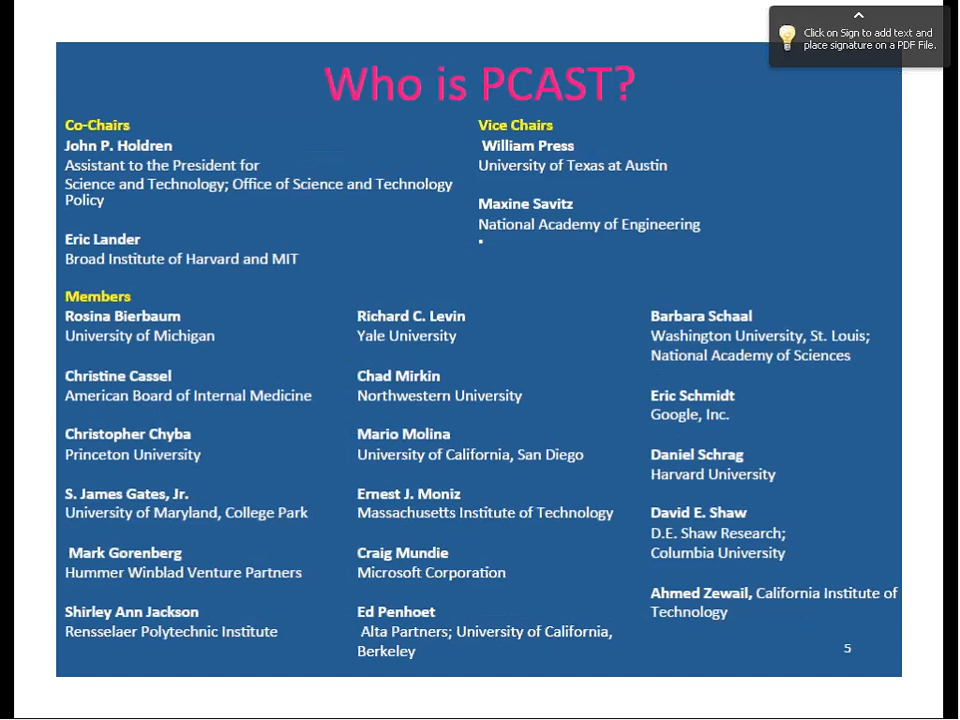 Click on Sign to add text and
place signature on a PDF File.
Who is PCAST?
Co-Chairs
John P. Holdren
Assistant to the President for
Science and Technology; Office of Science and Technology
Policy
Eric Lander
Broad Institute of Harvard and MIT
Vice Chairs
William Press
University of Texas at Austin
Maxine Savitz
National Academy of Engineering
Members
Rosina Bierbaum
University of Michigan
Christine Cassel
American Board of Internal Medicine
Christopher Chyba
Princeton University
S. James Gates, Jr.
University of Maryland, College Park
Mark Gorenberg
Hummer Winblad Venture Partners
Shirley Ann Jackson
Rensselaer Polytechnic Institute
Richard C. Levin
Yale University
Chad Mirkin
Northwestern University
Mario Molina
University of California, San Diego
Ernest J. Moniz
Massachusetts Institute of Technology
Craig Mundie
Microsoft Corporation
Ed Penhoet
Alta Partners; University of California,
Berkeley
Barbara Schaal
Washington University, St. Louis;
National Academy of Sciences
Eric Schmidt
Google, Inc.
Daniel Schrag
Harvard University
David E. Shaw
D.E. Shaw Research;
Columbia University
Ahmed Zewail, California Institute of
Technology
5